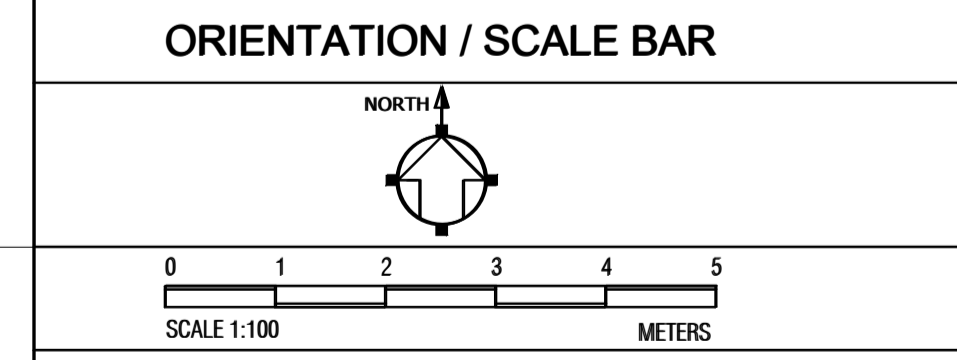 ORIENTATION / SCALE BAR
NORTH
0 1 2 3 4 5
SCALE 1:100 METERS